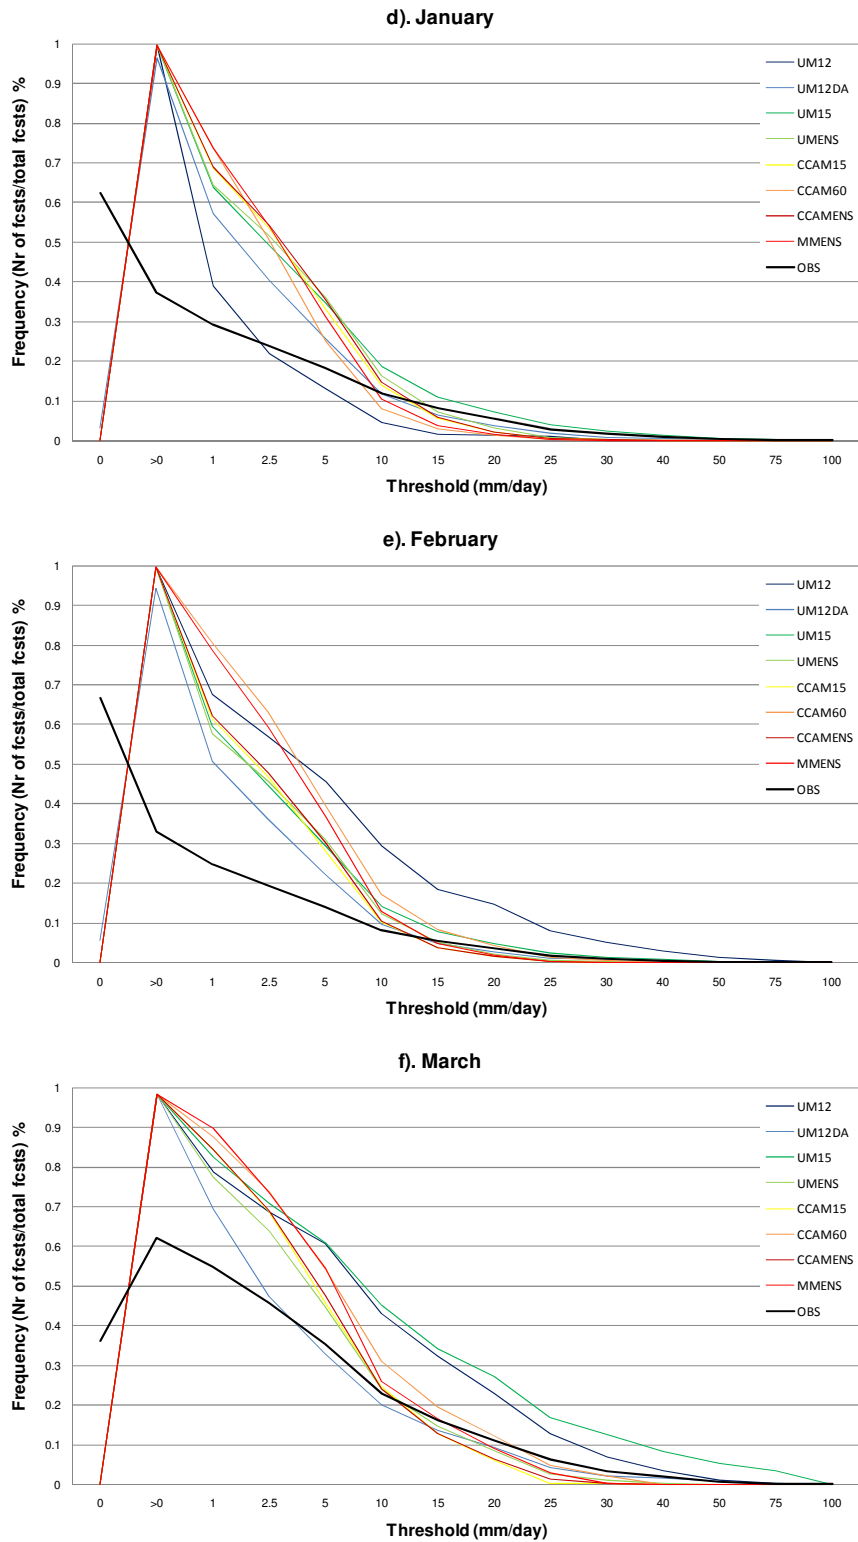 d). January
Frequency (Nr of fcsts/total fcsts) %
1
0.9
0.8
0.7
0.6
0.5
0.4
0.3
0.2
0.1
0
0 >0 1 2.5 5 10 15 20 25 30 40 50 75 100
Threshold (mm/day)
UM12
UM12DA
UM15
UMENS
CCAM15
CCAM60
CCAMENS
MMENS
OBS
e). February
Frequency (Nr of fcsts/total fcsts) %
1
0.9
0.8
0.7
0.6
0.5
0.4
0.3
0.2
0.1
0
0 >0 1 2.5 5 10 15 20 25 30 40 50 75 100
Threshold (mm/day)
UM12
UM12DA
UM15
UMENS
CCAM15
CCAM60
CCAMENS
MMENS
OBS
f). March
Frequency (Nr of fcsts/total fcsts) %
1
0.9
0.8
0.7
0.6
0.5
0.4
0.3
0.2
0.1
0
0 >0 1 2.5 5 10 15 20 25 30 40 50 75 100
Threshold (mm/day)
UM12
UM12DA
UM15
UMENS
CCAM15
CCAM60
CCAMENS
MMENS
OBS